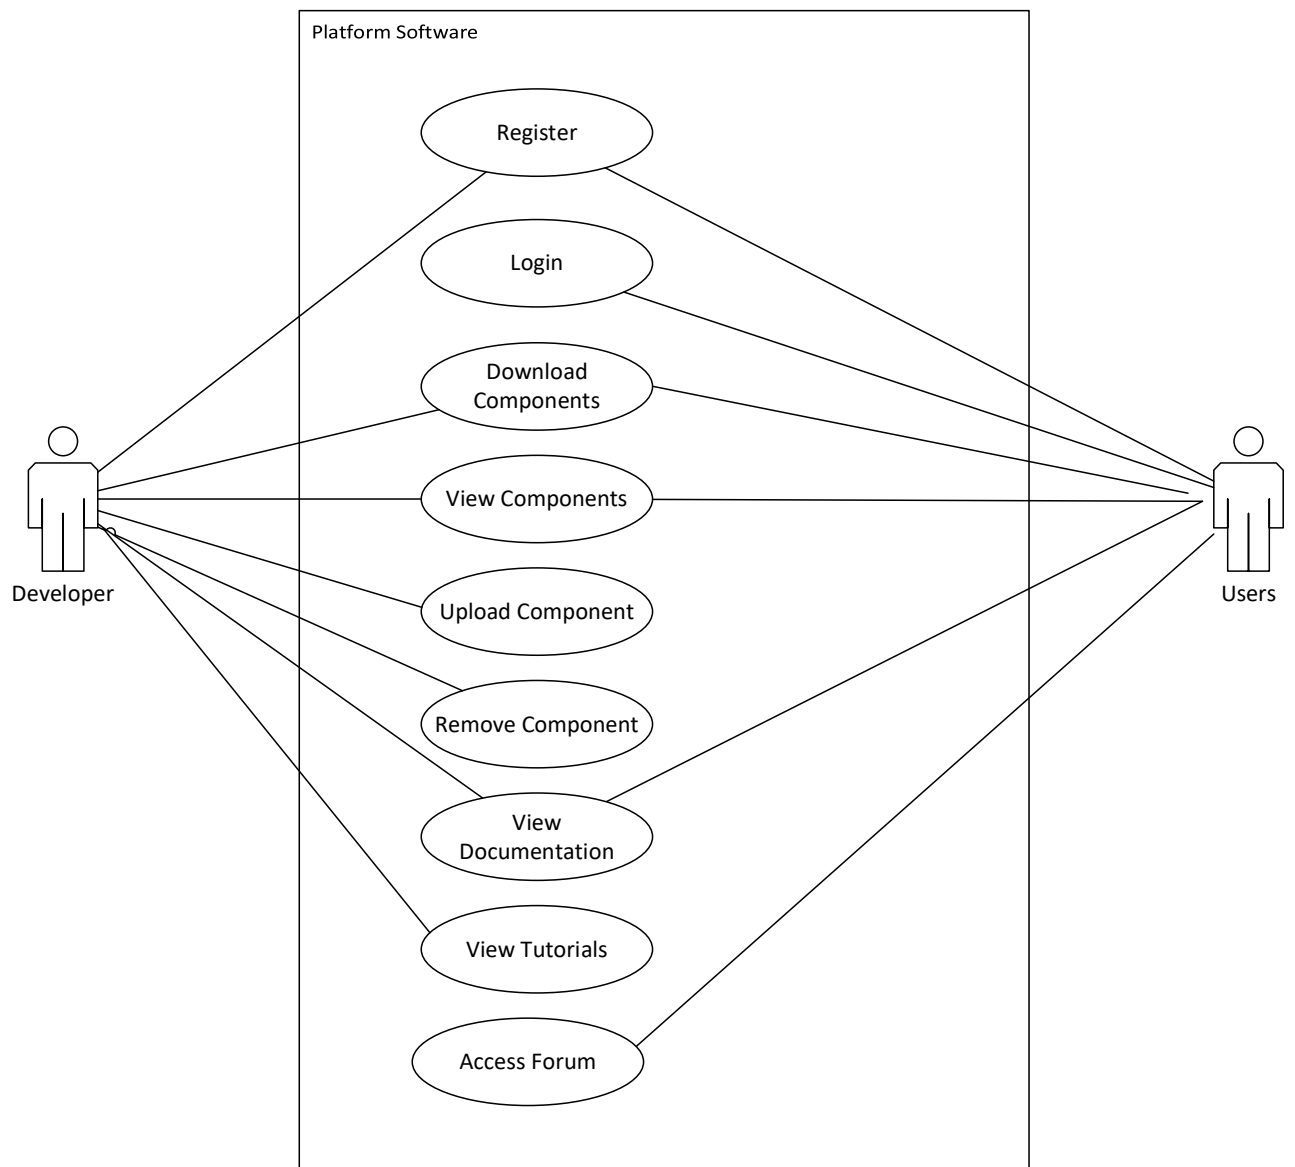 Platform Software
Register
Login
Download
Components
View Components
Upload Component
Remove Component
View
Documentation
View Tutorials
Access Forum
Developer
Users